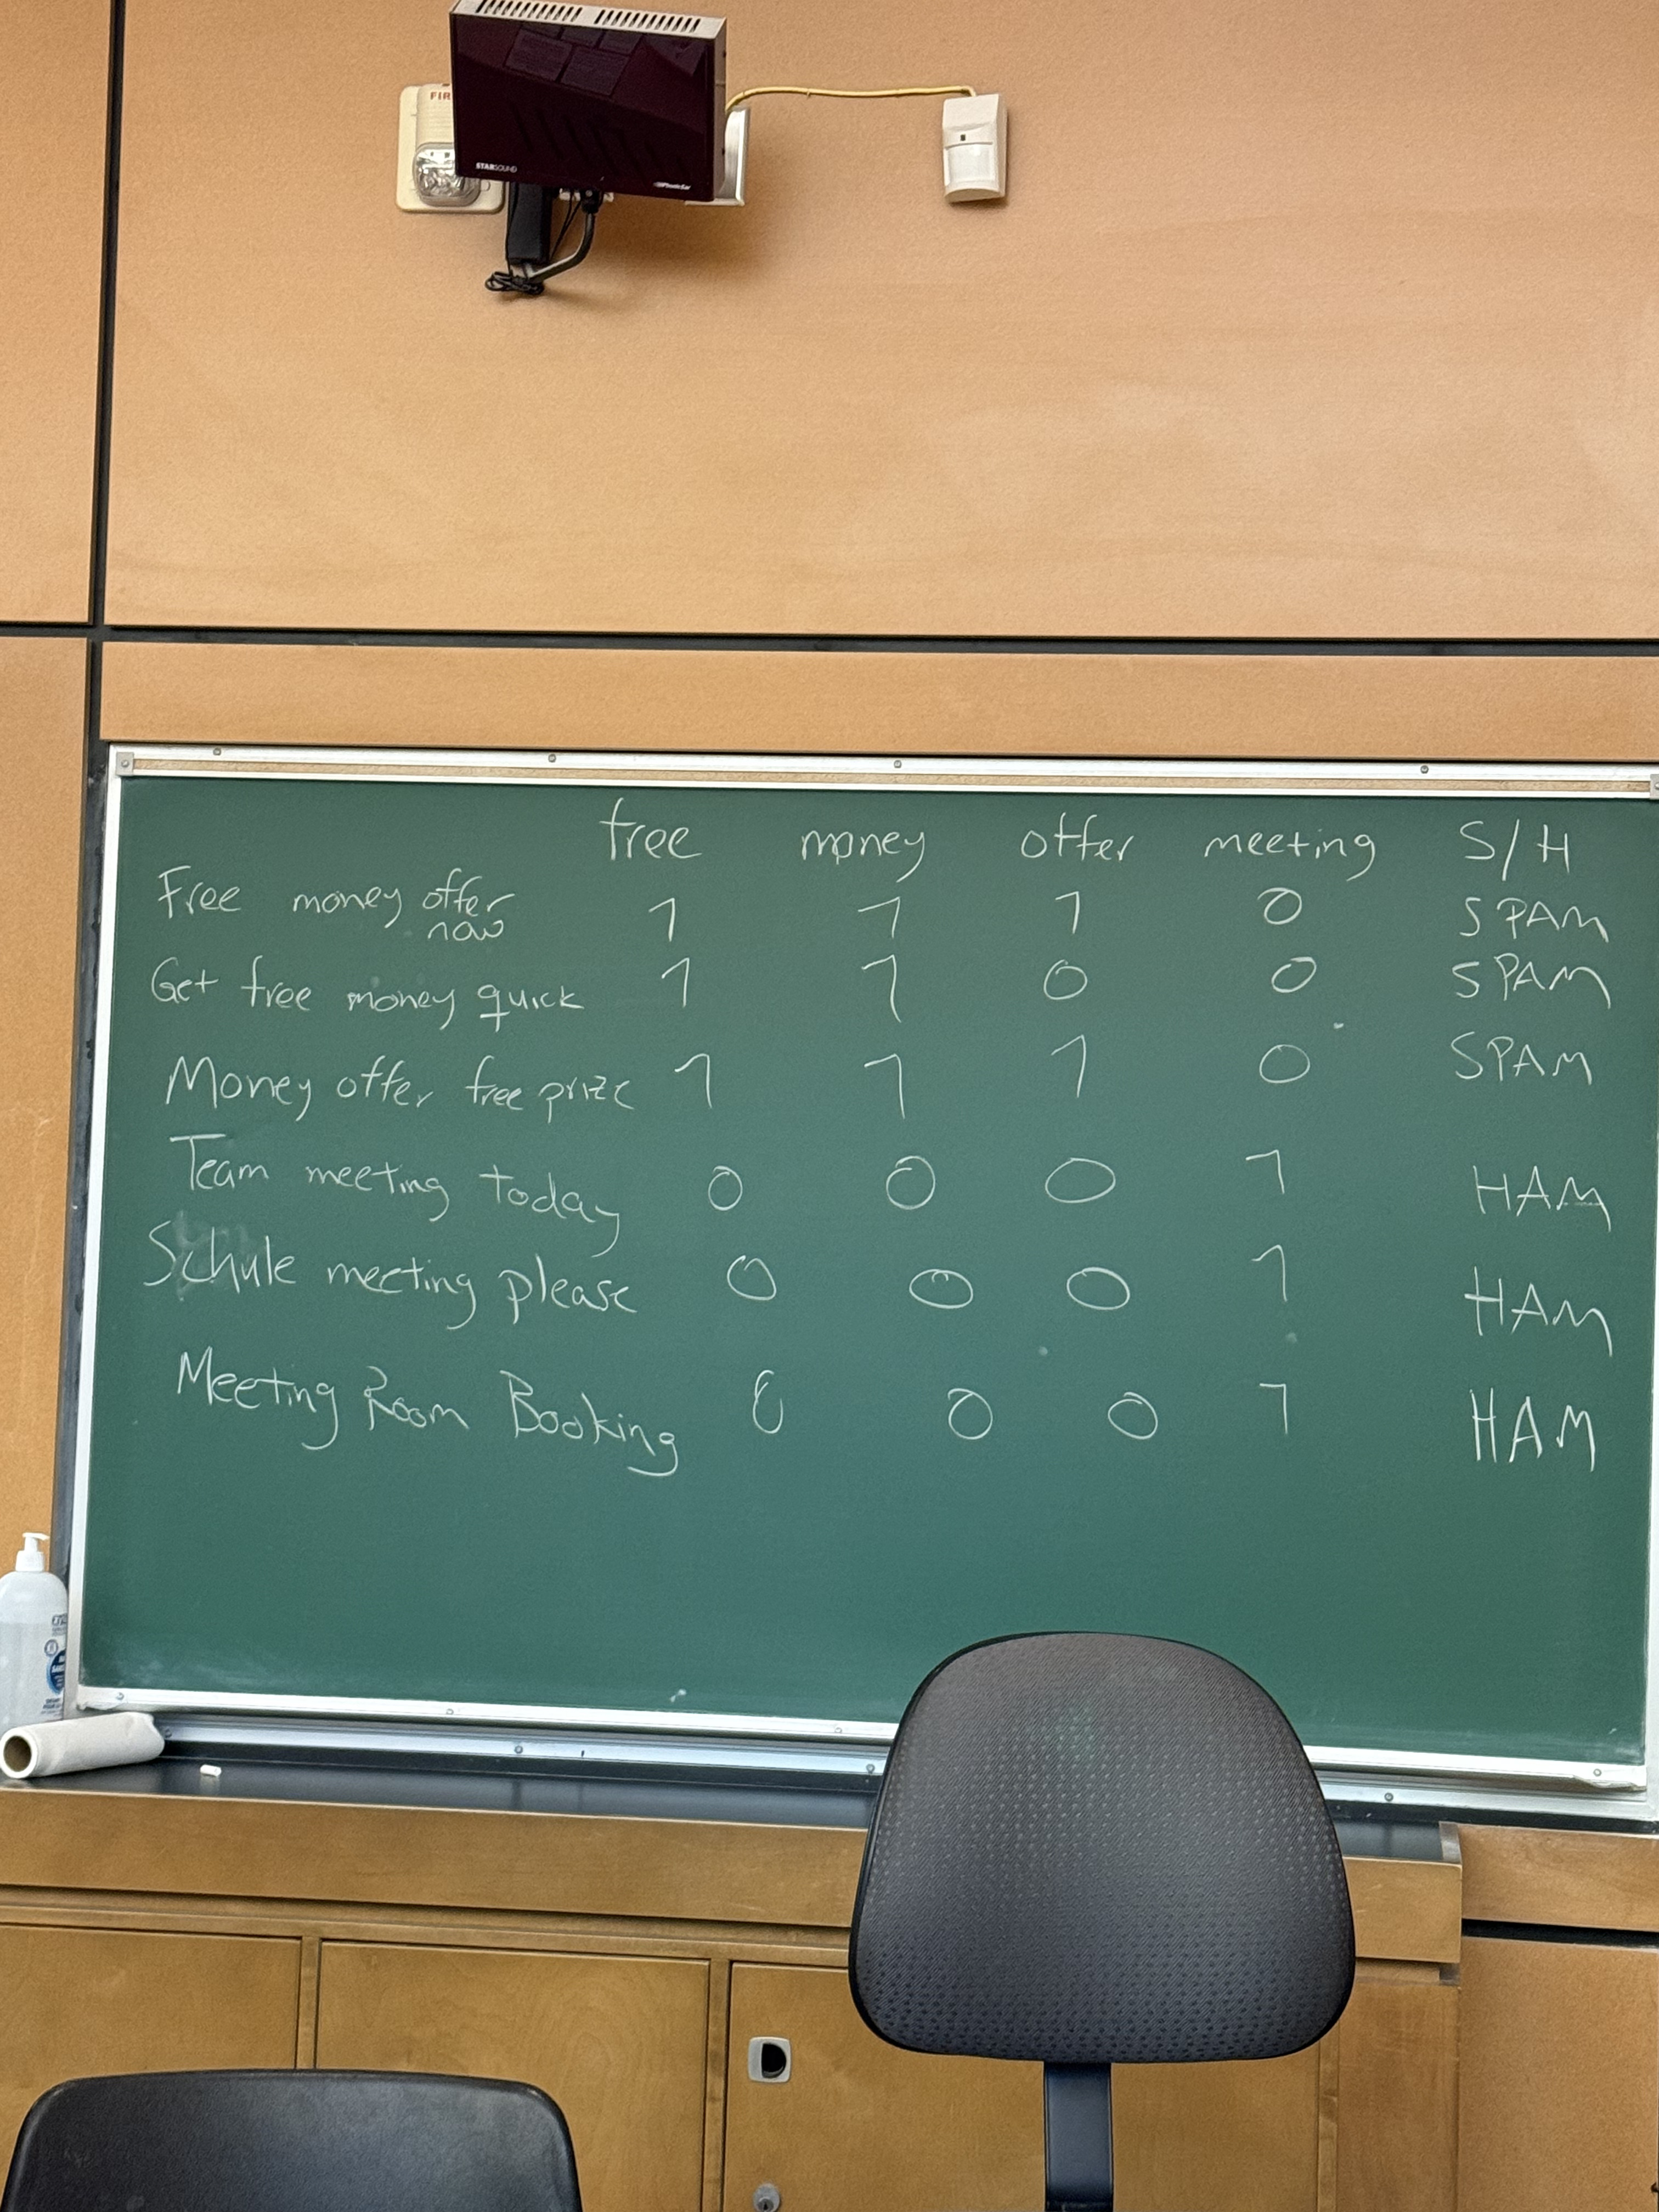 FIR
STARSOUND
PhonicEar
free money offer meeting S/H
Free money offer now 1 1 1 0 SPAM
Get free money quick 1 1 0 0 SPAM
Money offer free prize 1 1 1 0 SPAM
Team meeting today 0 0 0 1 HAM
Schule meeting please 0 0 0 1 HAM
Meeting Room Booking 0 0 0 1 HAM